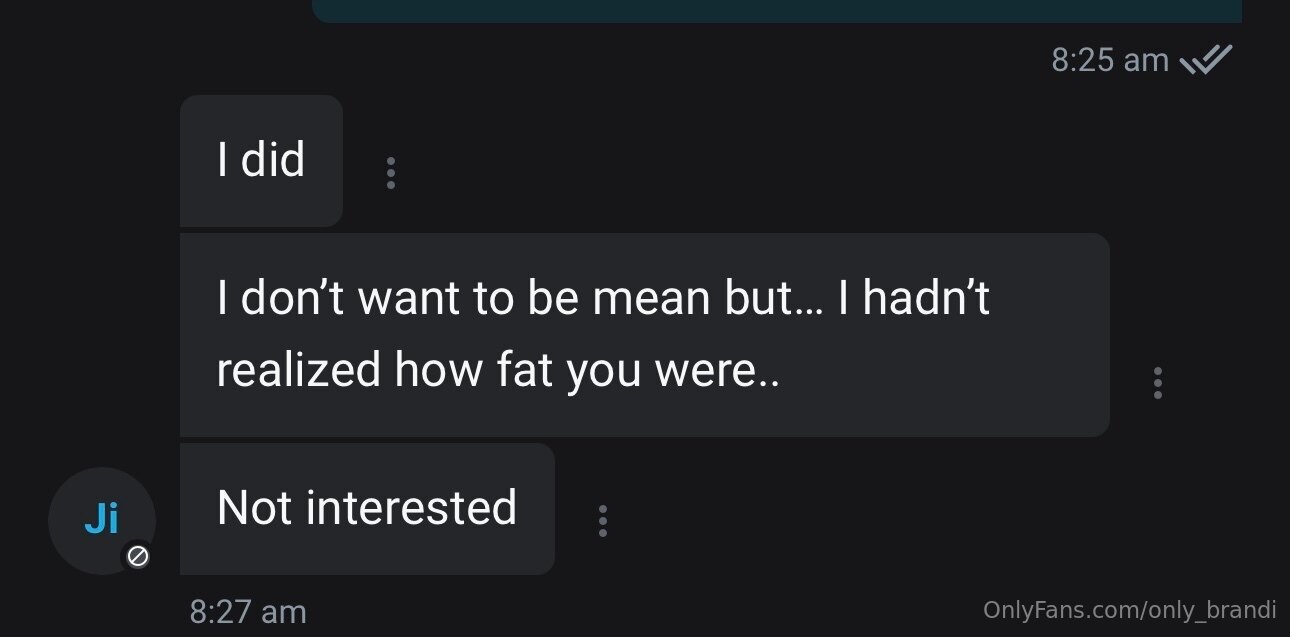 8:25 am
I did
I don’t want to be mean but... I hadn’t
realized how fat you were..
Not interested
Ji
8:27 am
OnlyFans.com/only_brandi